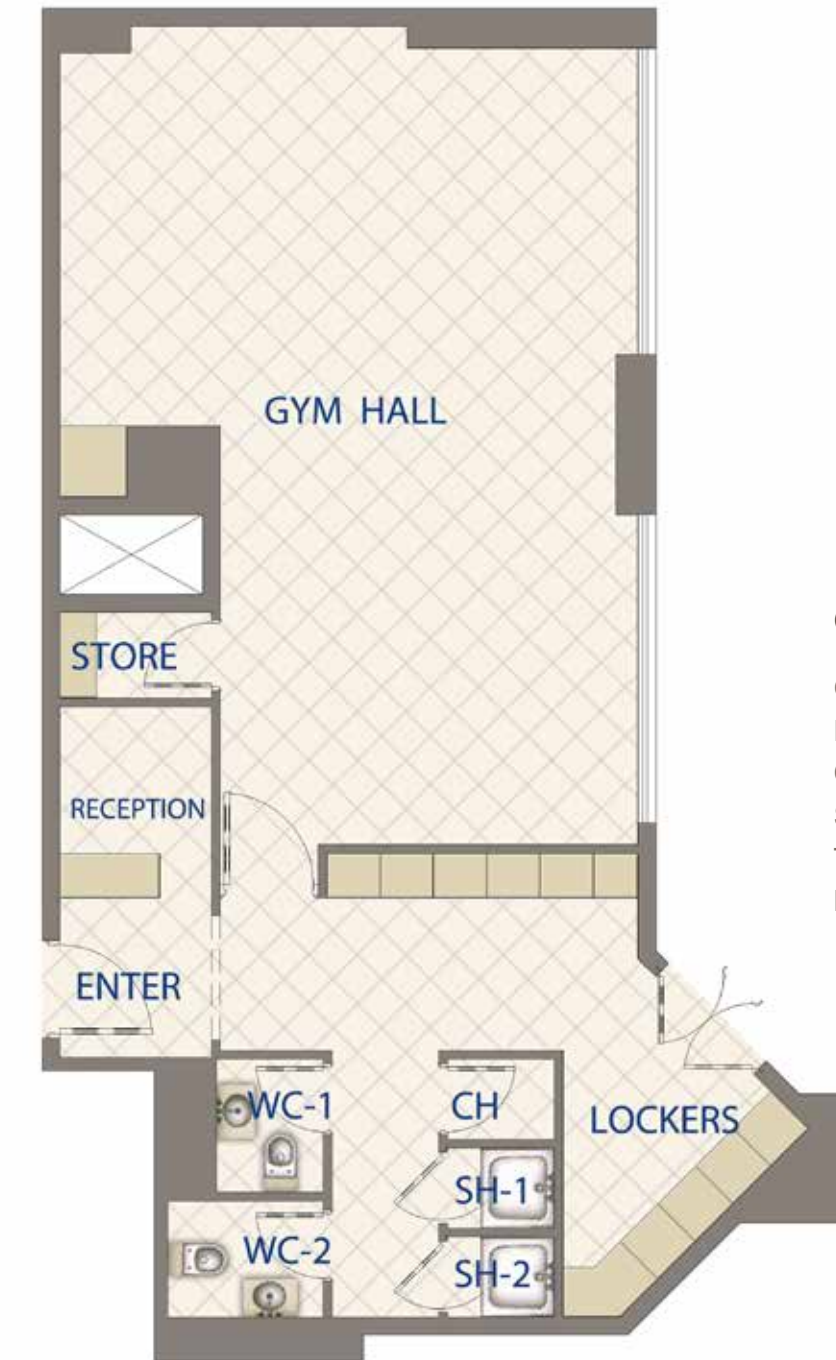 GYM HALL
STORE
RECEPTION
ENTER
WC-1
CH
LOCKERS
SH-1
WC-2
SH-2